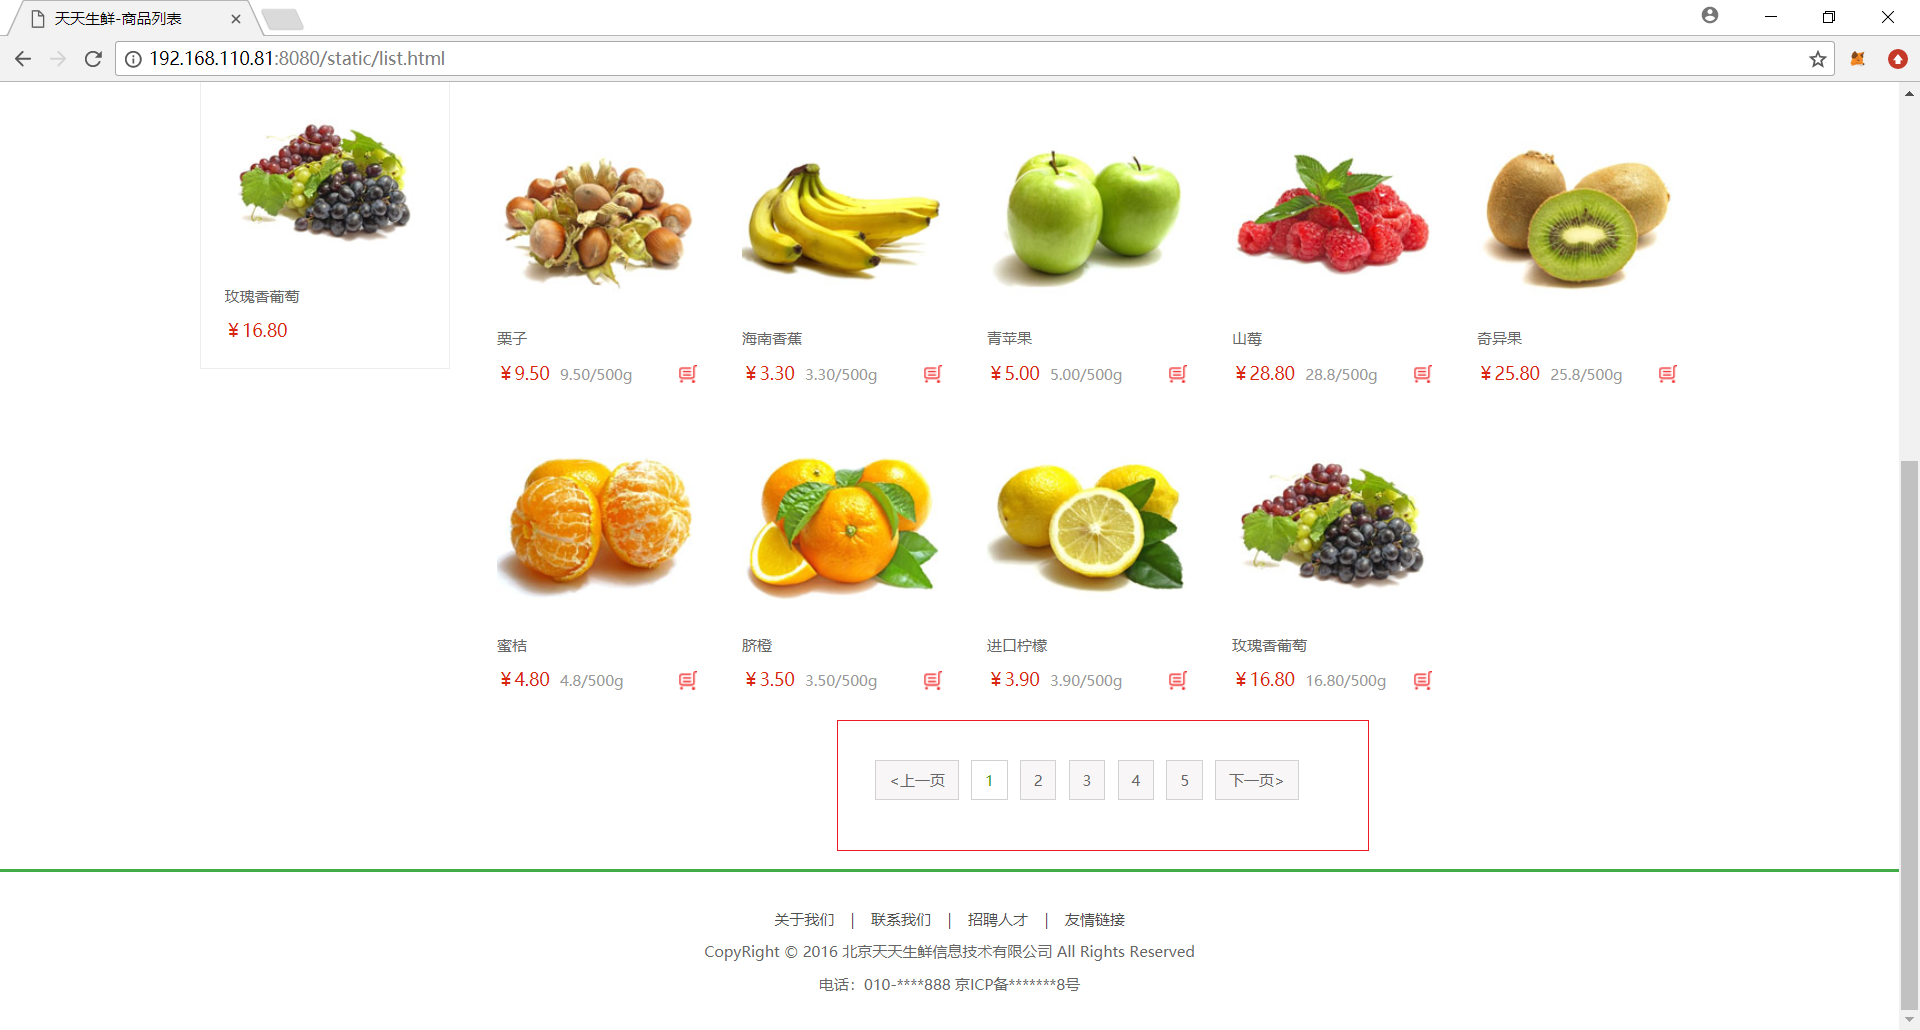 天天生鲜-商品列表
192.168.110.81:8080/static/list.html
玫瑰香葡萄
￥16.80
栗子
￥9.50 9.50/500g
海南香蕉
￥3.30 3.30/500g
青苹果
￥5.00 5.00/500g
山莓
￥28.80 28.8/500g
奇异果
￥25.80 25.8/500g
蜜桔
￥4.80 4.8/500g
脐橙
￥3.50 3.50/500g
进口柠檬
￥3.90 3.90/500g
玫瑰香葡萄
￥16.80 16.80/500g
<上一页 1 2 3 4 5 下一页>
关于我们 | 联系我们 | 招聘人才 | 友情链接
CopyRight © 2016 北京天天生鲜信息技术有限公司 All Rights Reserved
电话：010-****888 京ICP备*******8号